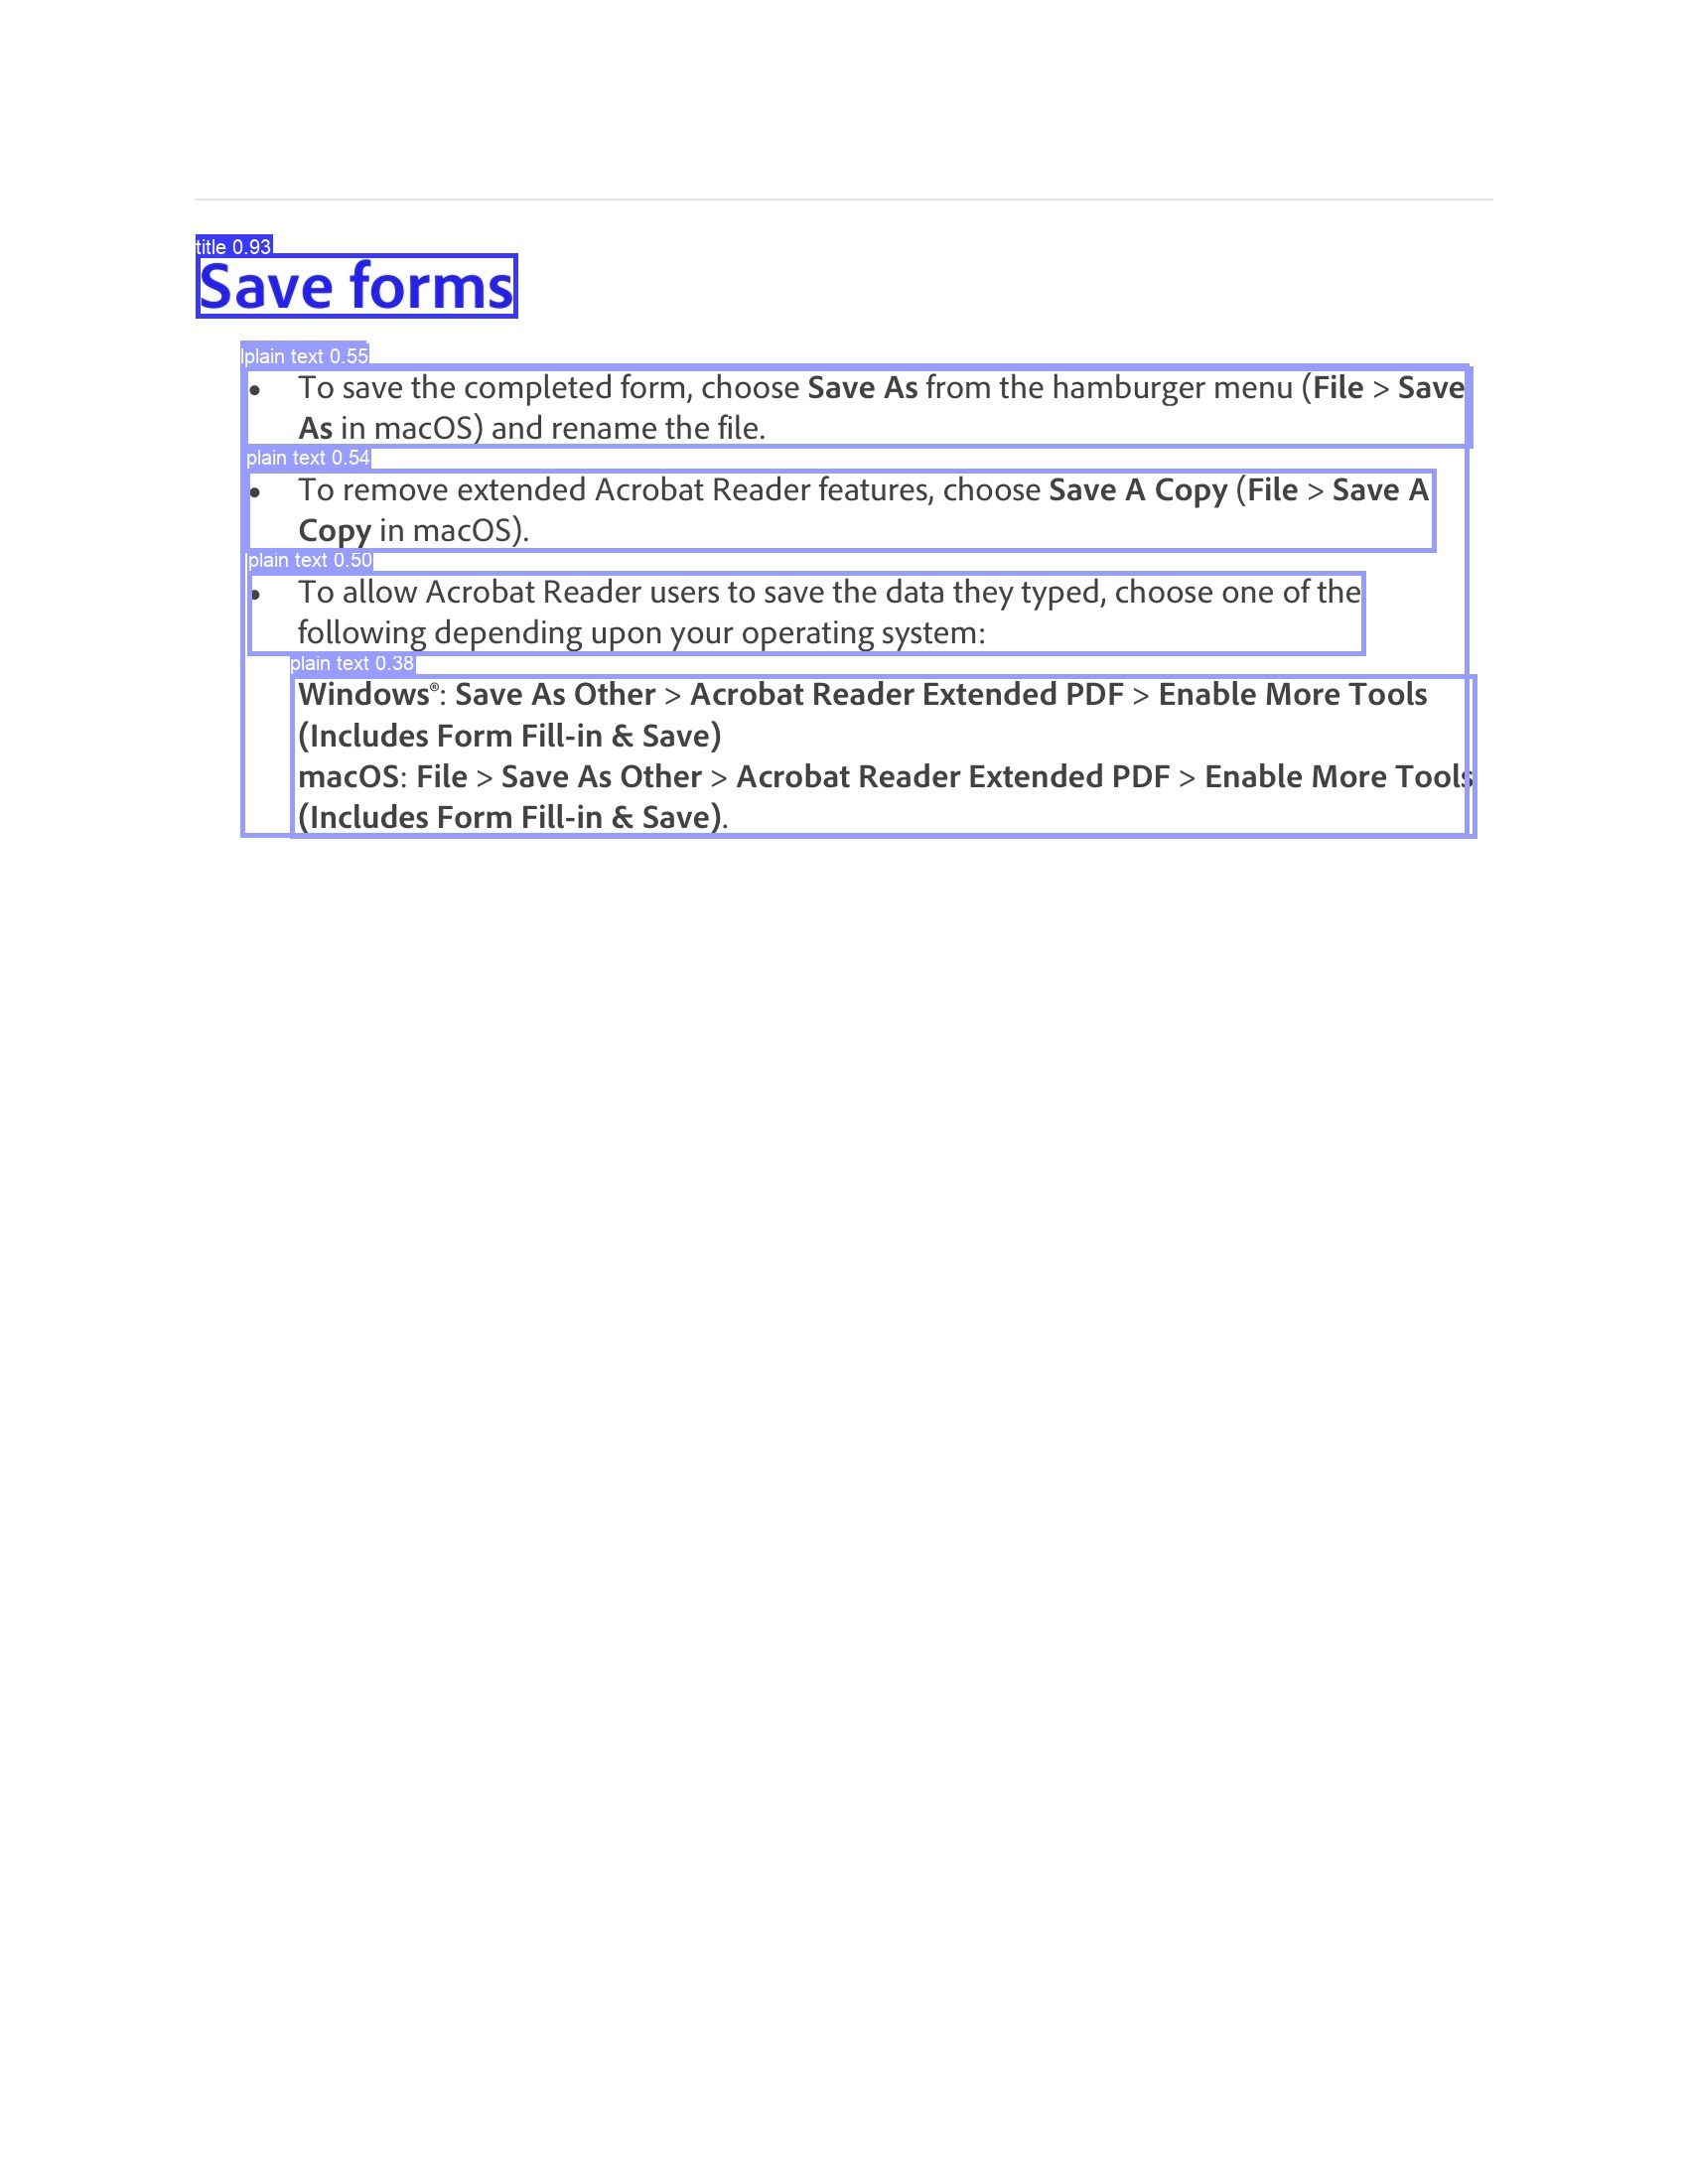 title 0.93
Save forms
plain text 0.55
• To save the completed form, choose Save As from the hamburger menu (File > Save
As in macOS) and rename the file.
plain text 0.54
• To remove extended Acrobat Reader features, choose Save A Copy (File > Save A
Copy in macOS).
plain text 0.50
• To allow Acrobat Reader users to save the data they typed, choose one of the
following depending upon your operating system:
plain text 0.38
Windows®: Save As Other > Acrobat Reader Extended PDF > Enable More Tools
(Includes Form Fill-in & Save)
macOS: File > Save As Other > Acrobat Reader Extended PDF > Enable More Tools
(Includes Form Fill-in & Save).